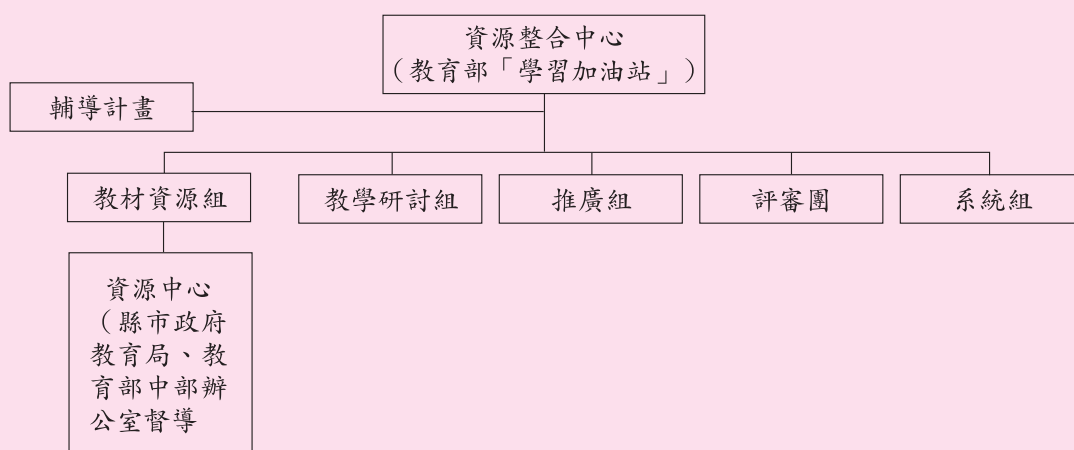 資源整合中心
(教育部「學習加油站」)
輔導計畫
教材資源組
教學研討組
推廣組
評審團
系統組
資源中心
(縣市政府
教育局、教
育部中部辦
公室督導